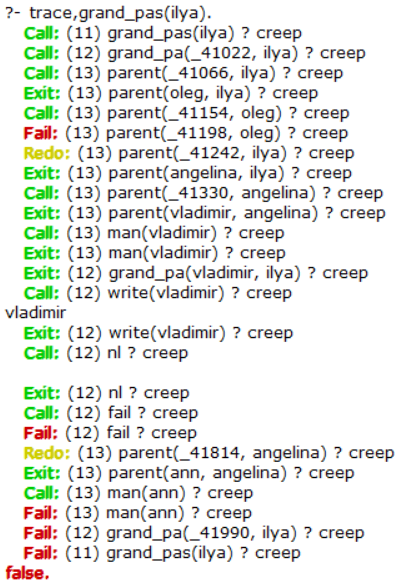 ?- trace,grand_pas(ilya).
Call: (11) grand_pas(ilya) ? creep
Call: (12) grand_pa(_41022, ilya) ? creep
Call: (13) parent(_41066, ilya) ? creep
Exit: (13) parent(oleg, ilya) ? creep
Call: (13) parent(_41154, oleg) ? creep
Fail: (13) parent(_41198, oleg) ? creep
Redo: (13) parent(_41242, ilya) ? creep
Exit: (13) parent(angelina, ilya) ? creep
Call: (13) parent(_41330, angelina) ? creep
Exit: (13) parent(vladimir, angelina) ? creep
Call: (13) man(vladimir) ? creep
Exit: (13) man(vladimir) ? creep
Exit: (12) grand_pa(vladimir, ilya) ? creep
Call: (12) write(vladimir) ? creep
vladimir
Exit: (12) write(vladimir) ? creep
Call: (12) nl ? creep
Exit: (12) nl ? creep
Call: (12) fail ? creep
Fail: (12) fail ? creep
Redo: (13) parent(_41814, angelina) ? creep
Exit: (13) parent(ann, angelina) ? creep
Call: (13) man(ann) ? creep
Fail: (13) man(ann) ? creep
Fail: (12) grand_pa(_41990, ilya) ? creep
Fail: (11) grand_pas(ilya) ? creep
false.